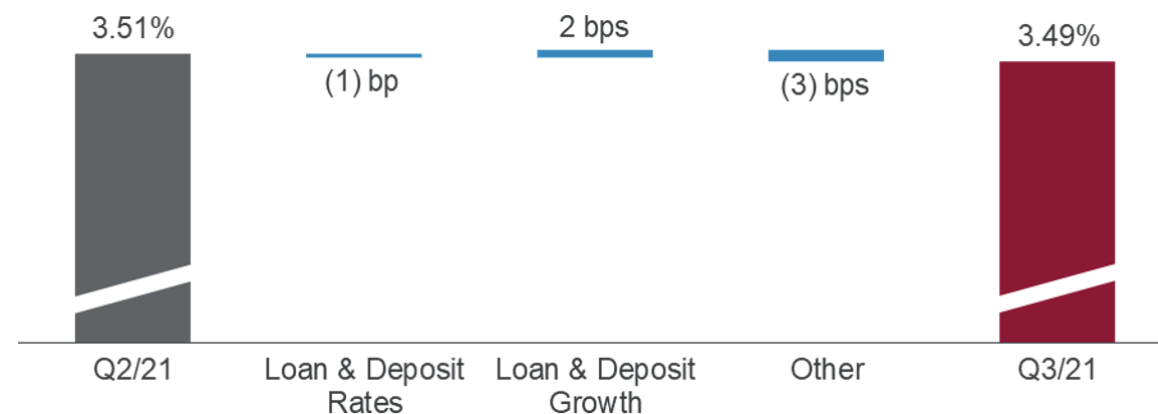 3.51%
(1) bp
2 bps
(3) bps
3.49%
Q2/21
Loan & Deposit
Rates
Loan & Deposit
Growth
Other
Q3/21